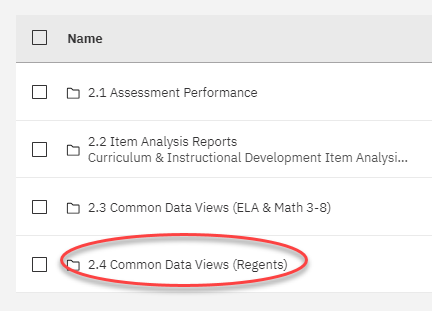 Name
2.1 Assessment Performance
2.2 Item Analysis Reports
Curriculum & Instructional Development Item Analysi...
2.3 Common Data Views (ELA & Math 3-8)
2.4 Common Data Views (Regents)